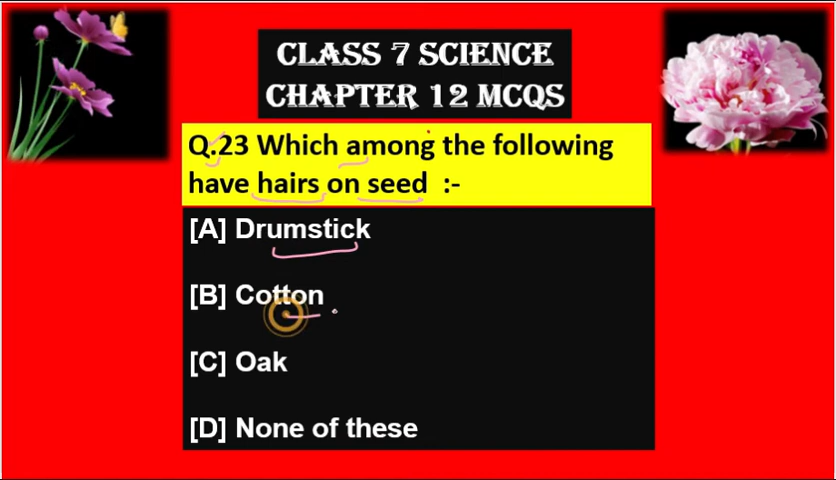 CLASS 7 SCIENCE
CHAPTER 12 MCQS
Q.23 Which among the following
have hairs on seed :-
[A] Drumstick
[B] Cotton
[C] Oak
[D] None of these